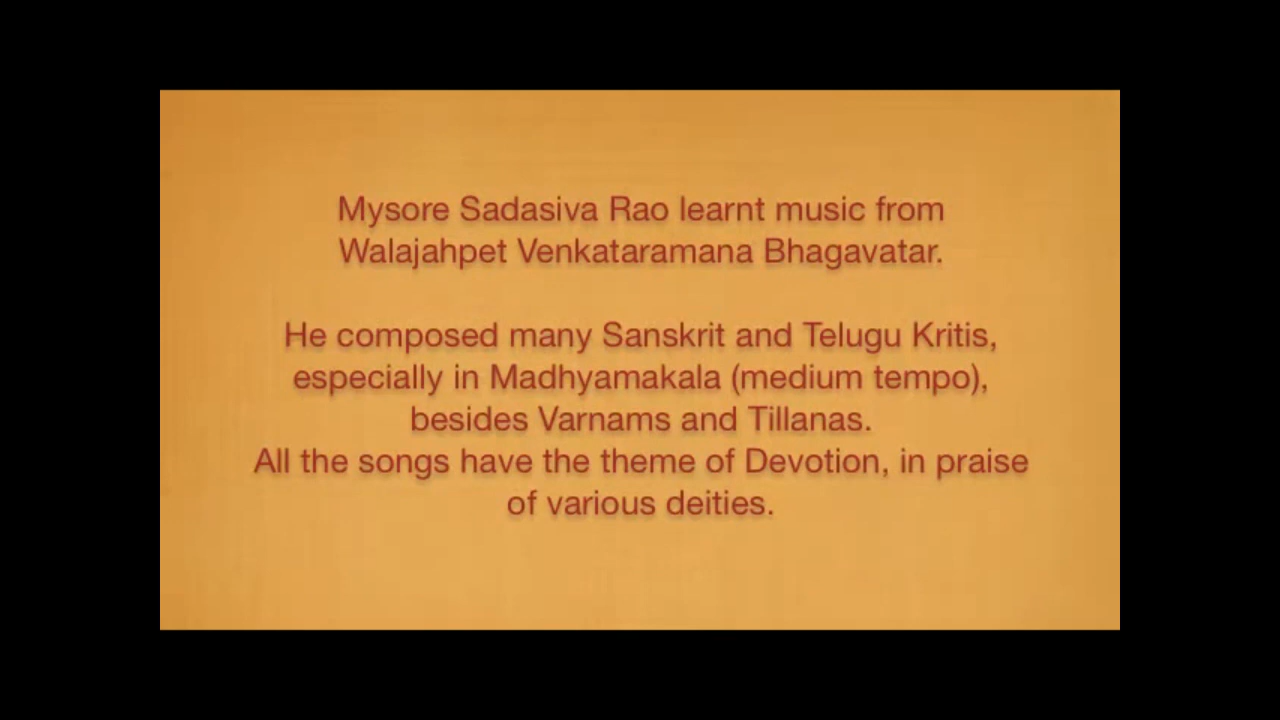 Mysore Sadasiva Rao learnt music from
Walajahpet Venkataramana Bhagavatar.
He composed many Sanskrit and Telugu Kritis,
especially in Madhyamakala (medium tempo),
besides Varnams and Tillanas.
All the songs have the theme of Devotion, in praise
of various deities.